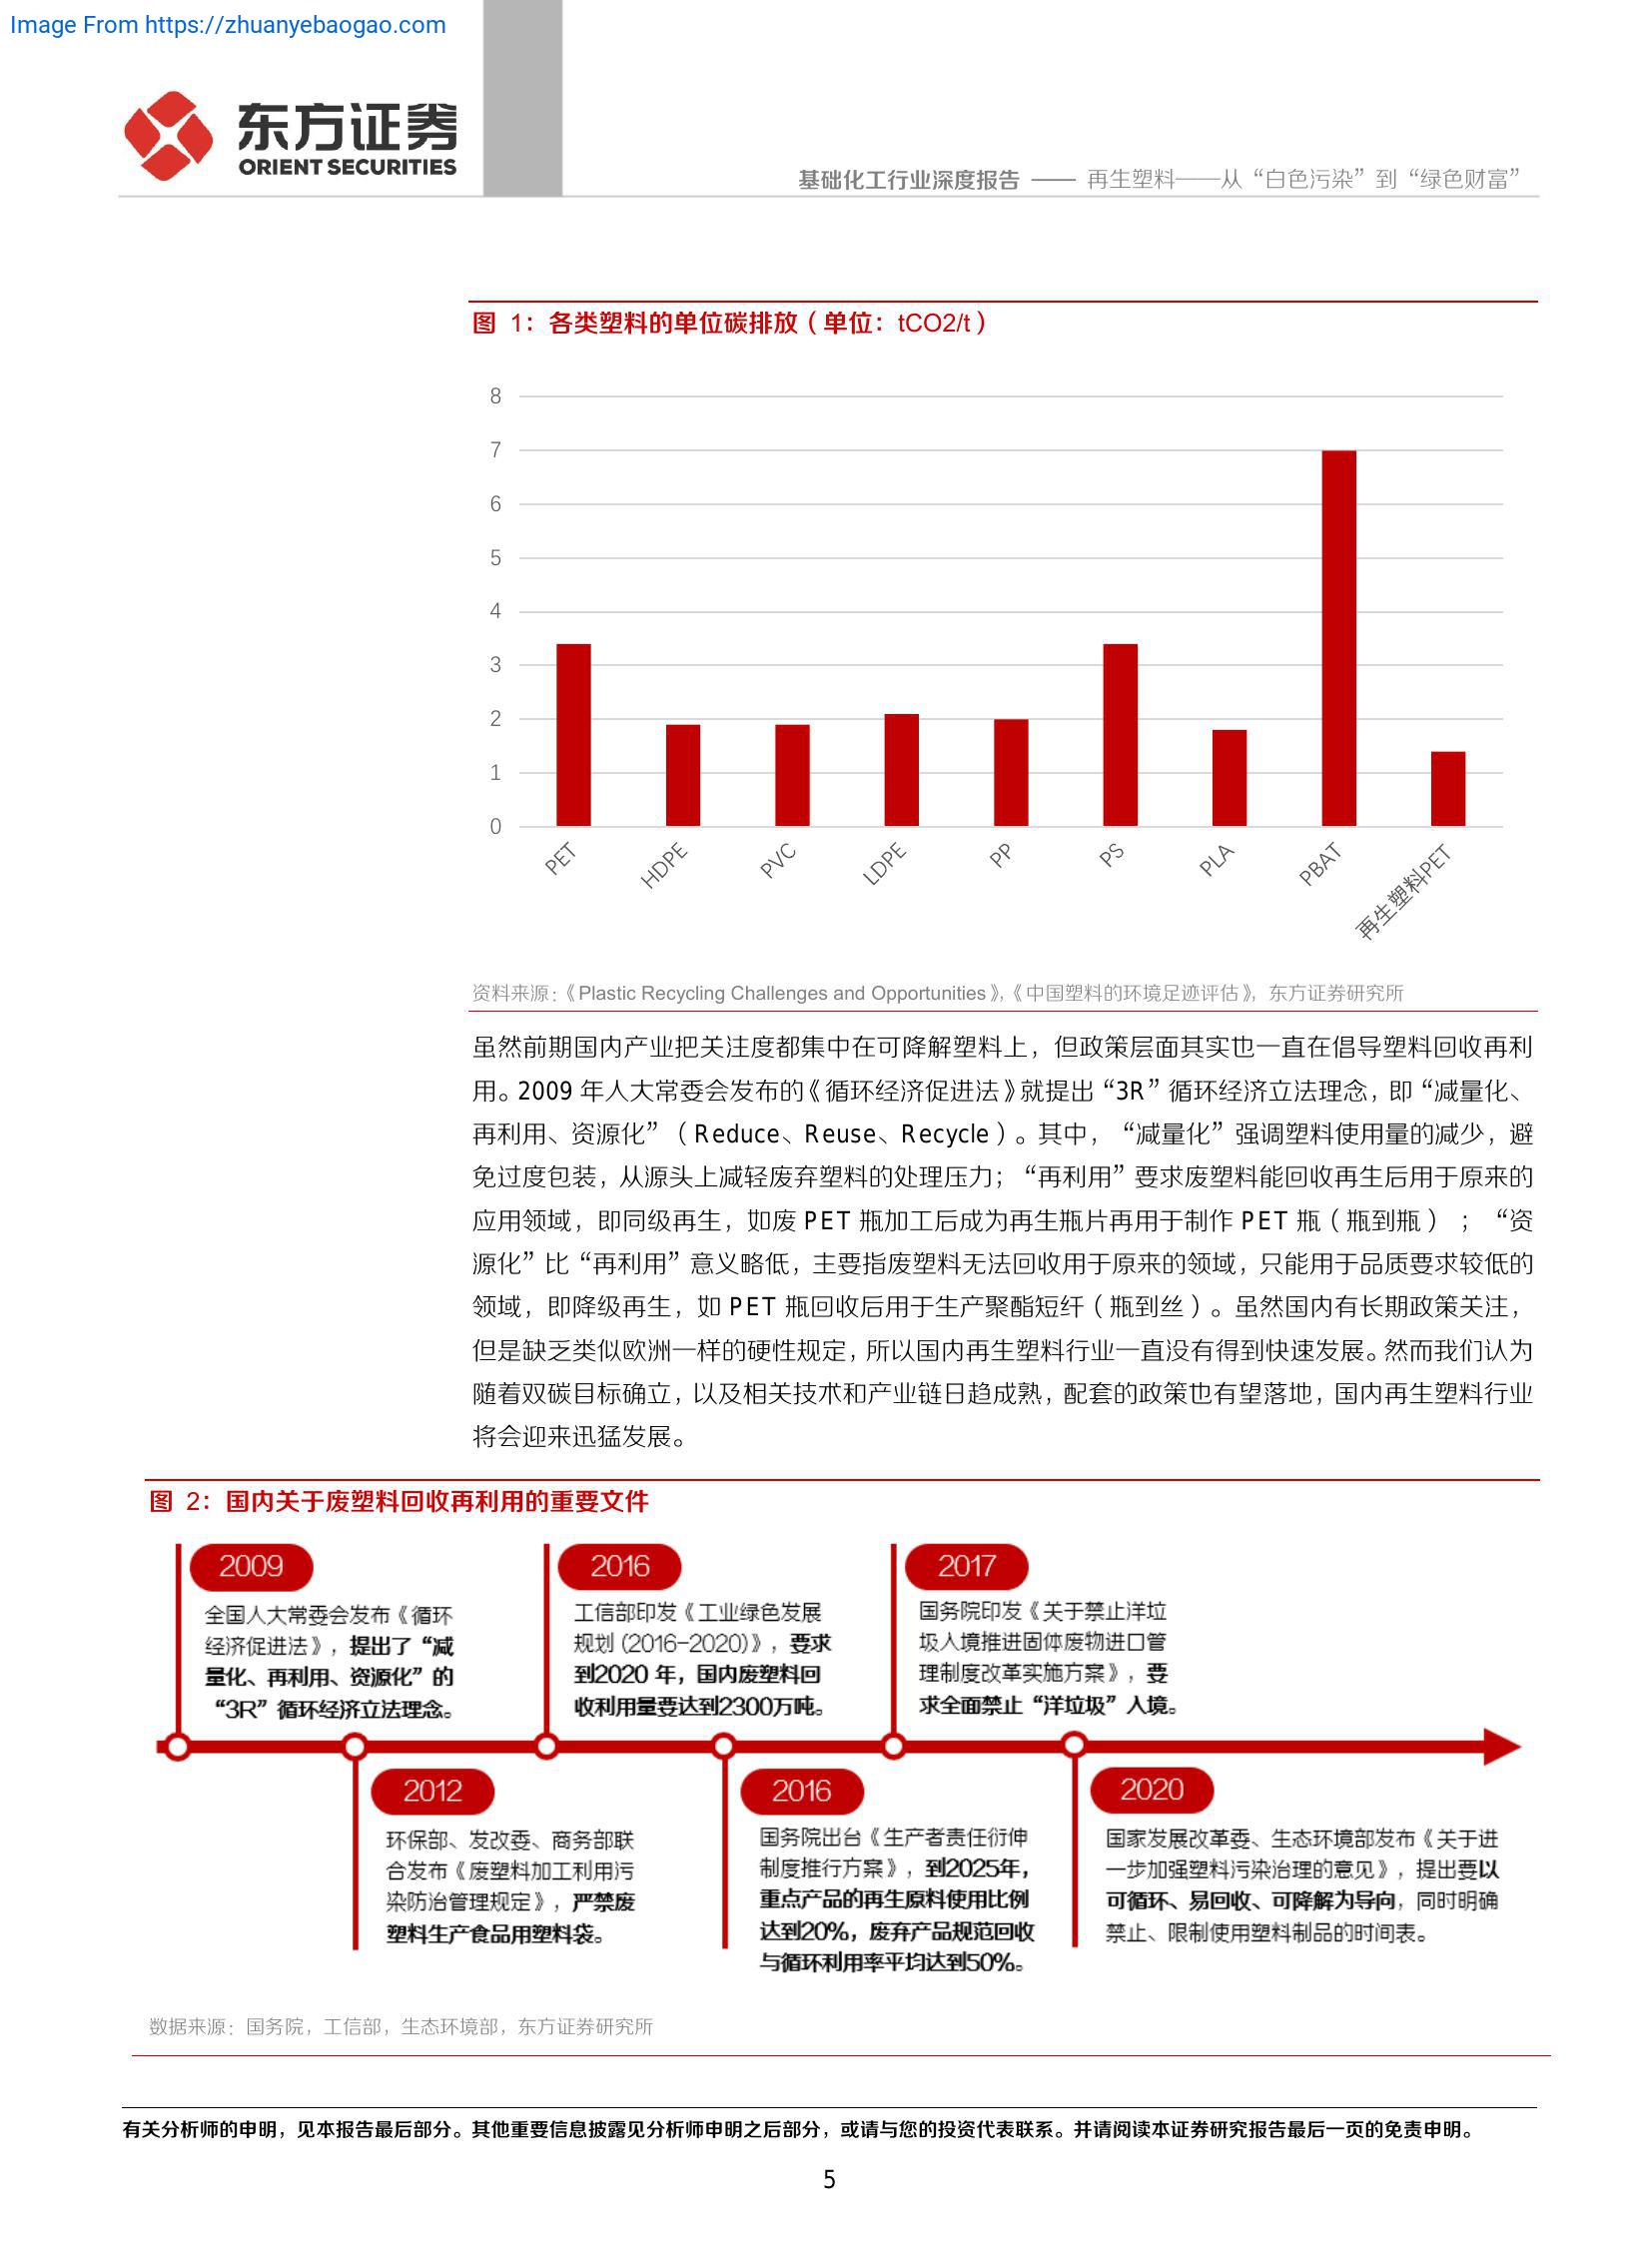 Image From https://zhuanyebaogao.com
东方证券
ORIENT SECURITIES
基础化工行业深度报告 —— 再生塑料——从“白色污染”到“绿色财富”
图 1：各类塑料的单位碳排放（单位：tCO2/t）
8
7
6
5
4
3
2
1
0
PET
HDPE
PVC
LDPE
PP
PS
PLA
PBAT
再生塑料PET
资料来源：《Plastic Recycling Challenges and Opportunities》，《中国塑料的环境足迹评估》，东方证券研究所
虽然前期国内产业把关注度都集中在可降解塑料上，但政策层面其实也一直在倡导塑料回收再利
用。2009 年人大常委会发布的《循环经济促进法》就提出“3R”循环经济立法理念，即“减量化、
再利用、资源化”（Reduce、Reuse、Recycle）。其中，“减量化”强调塑料使用量的减少，避
免过度包装，从源头上减轻废弃塑料的处理压力；“再利用”要求废塑料能回收再生后用于原来的
应用领域，即同级再生，如废 PET 瓶加工后成为再生瓶片再用于制作 PET 瓶（瓶到瓶）；“资
源化”比“再利用”意义略低，主要指废塑料无法回收用于原来的领域，只能用于品质要求较低的
领域，即降级再生，如 PET 瓶回收后用于生产聚酯短纤（瓶到丝）。虽然国内有长期政策关注，
但是缺乏类似欧洲一样的硬性规定，所以国内再生塑料行业一直没有得到快速发展。然而我们认为
随着双碳目标确立，以及相关技术和产业链日趋成熟，配套的政策也有望落地，国内再生塑料行业
将会迎来迅猛发展。
图 2：国内关于废塑料回收再利用的重要文件
2009
全国人大常委会发布《循环
经济促进法》，提出了“减
量化、再利用、资源化”的
“3R”循环经济立法理念。
2016
工信部印发《工业绿色发展
规划（2016-2020）》，要求
到2020 年，国内废塑料回
收利用量要达到2300万吨。
2017
国务院印发《关于禁止洋垃
圾入境推进固体废物进口管
理制度改革实施方案》，要
求全面禁止“洋垃圾”入境。
2012
环保部、发改委、商务部联
合发布《废塑料加工利用污
染防治管理规定》，严禁废
塑料生产食品用塑料袋。
2016
国务院出台《生产者责任衍伸
制度推行方案》，到2025年，
重点产品的再生原料使用比例
达到20%，废弃产品规范回收
与循环利用率平均达到50%。
2020
国家发展改革委、生态环境部发布《关于进
一步加强塑料污染治理的意见》，提出要以
可循环、易回收、可降解为导向，同时明确
禁止、限制使用塑料制品的时间表。
数据来源：国务院，工信部，生态环境部，东方证券研究所
有关分析师的申明，见本报告最后部分。其他重要信息披露见分析师申明之后部分，或请与您的投资代表联系。并请阅读本证券研究报告最后一页的免责申明。
5